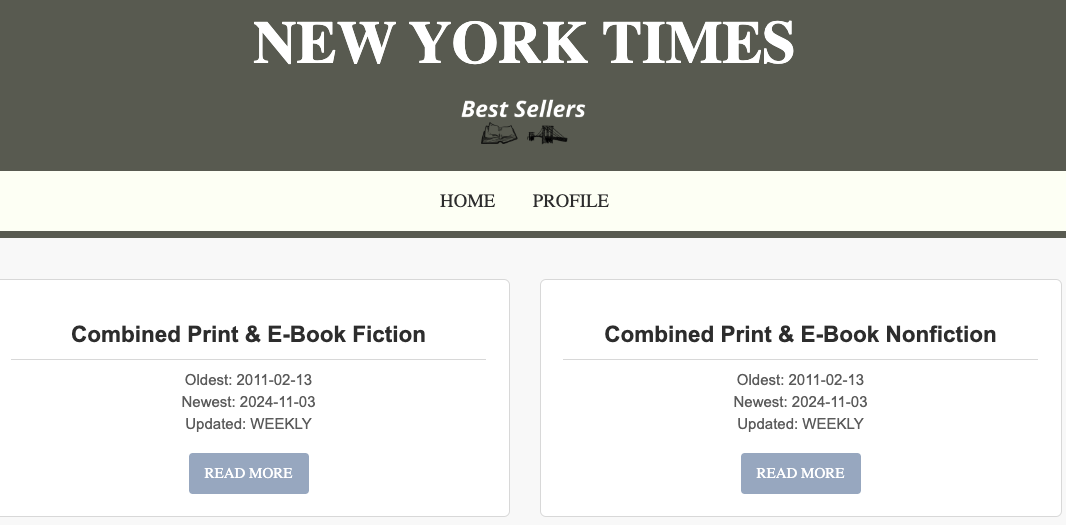 NEW YORK TIMES
Best Sellers
HOME PROFILE
Combined Print & E-Book Fiction
Oldest: 2011-02-13
Newest: 2024-11-03
Updated: WEEKLY
READ MORE
Combined Print & E-Book Nonfiction
Oldest: 2011-02-13
Newest: 2024-11-03
Updated: WEEKLY
READ MORE